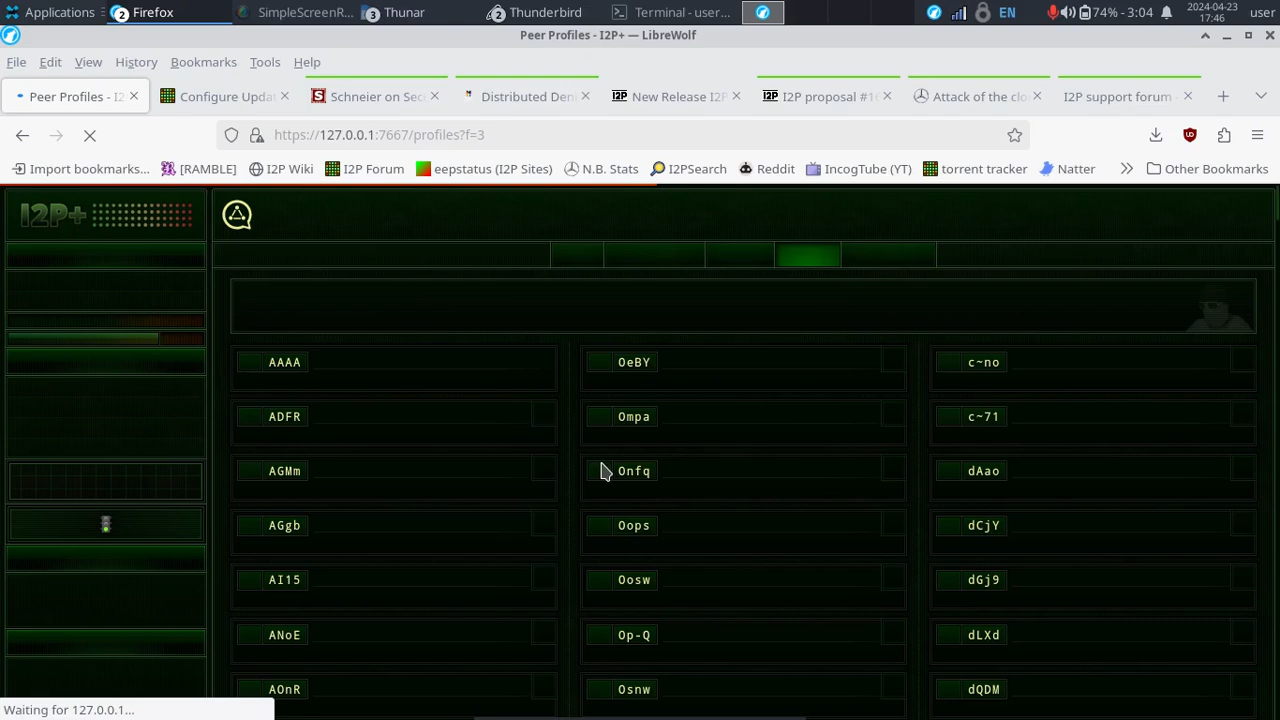 Applications
2 Firefox
SimpleScreenR...
3 Thunar
2 Thunderbird
Terminal - user...
EN
74% - 3:04
2024-04-23
17:46
user
Peer Profiles - I2P+ — LibreWolf
File Edit View History Bookmarks Tools Help
Peer Profiles - I2
Configure Updat
Schneier on Sec
Distributed Deni
New Release I2P
I2P proposal #1
Attack of the clo
I2P support forum -
https://127.0.0.1:7667/profiles?f=3
Import bookmarks...
[RAMBLE]
I2P Wiki
I2P Forum
eepstatus (I2P Sites)
N.B. Stats
I2PSearch
Reddit
IncogTube (YT)
torrent tracker
Natter
Other Bookmarks
I2P+
AAAA OeBY c~no
ADFR Ompa c~71
AGMm Onfq dAao
AGgb Oops dCjY
AI15 Oosw dGj9
ANoE Op-Q dLXd
AOnR Osnw dQDM
Waiting for 127.0.0.1...